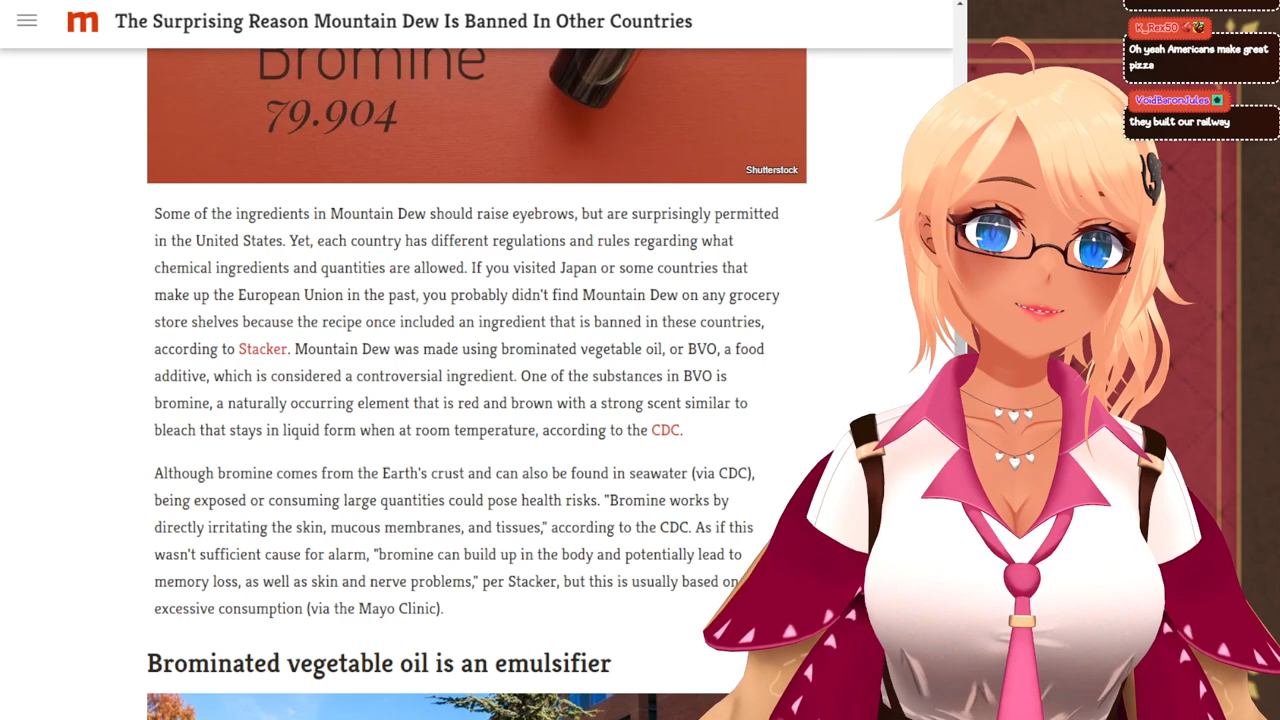 m The Surprising Reason Mountain Dew Is Banned In Other Countries
Bromine
79.904
Shutterstock
Some of the ingredients in Mountain Dew should raise eyebrows, but are surprisingly permitted
in the United States. Yet, each country has different regulations and rules regarding what
chemical ingredients and quantities are allowed. If you visited Japan or some countries that
make up the European Union in the past, you probably didn't find Mountain Dew on any grocery
store shelves because the recipe once included an ingredient that is banned in these countries,
according to Stacker. Mountain Dew was made using brominated vegetable oil, or BVO, a food
additive, which is considered a controversial ingredient. One of the substances in BVO is
bromine, a naturally occurring element that is red and brown with a strong scent similar to
bleach that stays in liquid form when at room temperature, according to the CDC.
Although bromine comes from the Earth's crust and can also be found in seawater (via CDC),
being exposed or consuming large quantities could pose health risks. "Bromine works by
directly irritating the skin, mucous membranes, and tissues," according to the CDC. As if this
wasn't sufficient cause for alarm, "bromine can build up in the body and potentially lead to
memory loss, as well as skin and nerve problems," per Stacker, but this is usually based on
excessive consumption (via the Mayo Clinic).
Brominated vegetable oil is an emulsifier
K_Rex50
Oh yeah Americans make great
pizza
VoidBaronJules
they built our railway